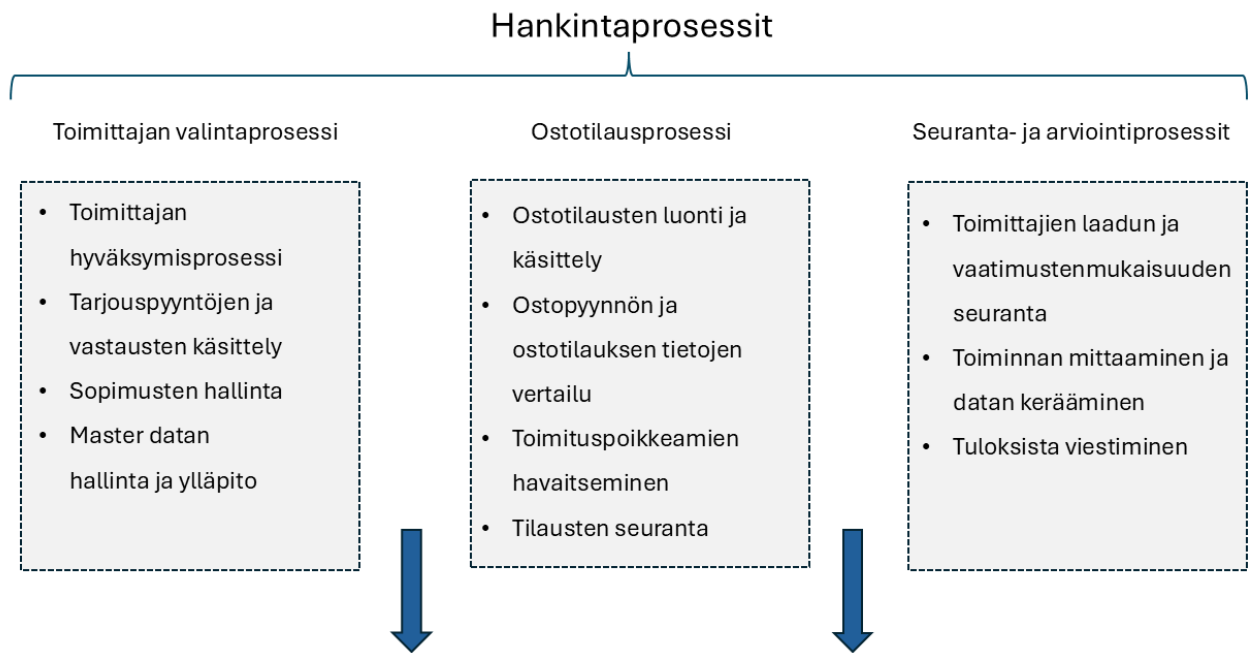 Hankintaprosessit
Toimittajan valintaprosessi
• Toimittajan
hyväksymisprosessi
• Tarjouspyyntöjen ja
vastausten käsittely
• Sopimusten hallinta
• Master datan
hallinta ja ylläpito
Ostotilausprosessi
• Ostotilausten luonti ja
käsittely
• Ostopyynnön ja
ostotilauksen tietojen
vertailu
• Toimituspoikkeamien
havaitseminen
• Tilausten seuranta
Seuranta- ja arviointiprosessit
• Toimittajien laadun ja
vaatimustenmukaisuuden
seuranta
• Toiminnan mittaaminen ja
datan kerääminen
• Tuloksista viestiminen